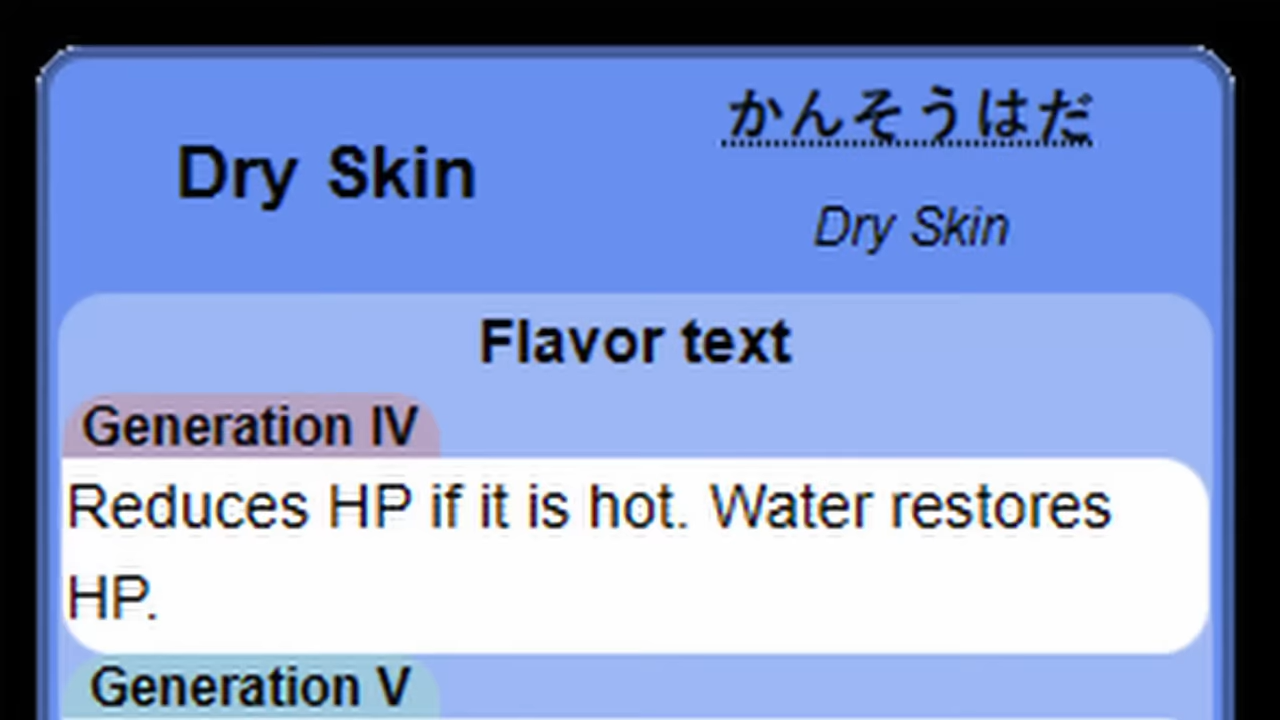 Dry Skin
かんそうはだ
Dry Skin
Flavor text
Generation IV
Reduces HP if it is hot. Water restores
HP.
Generation V